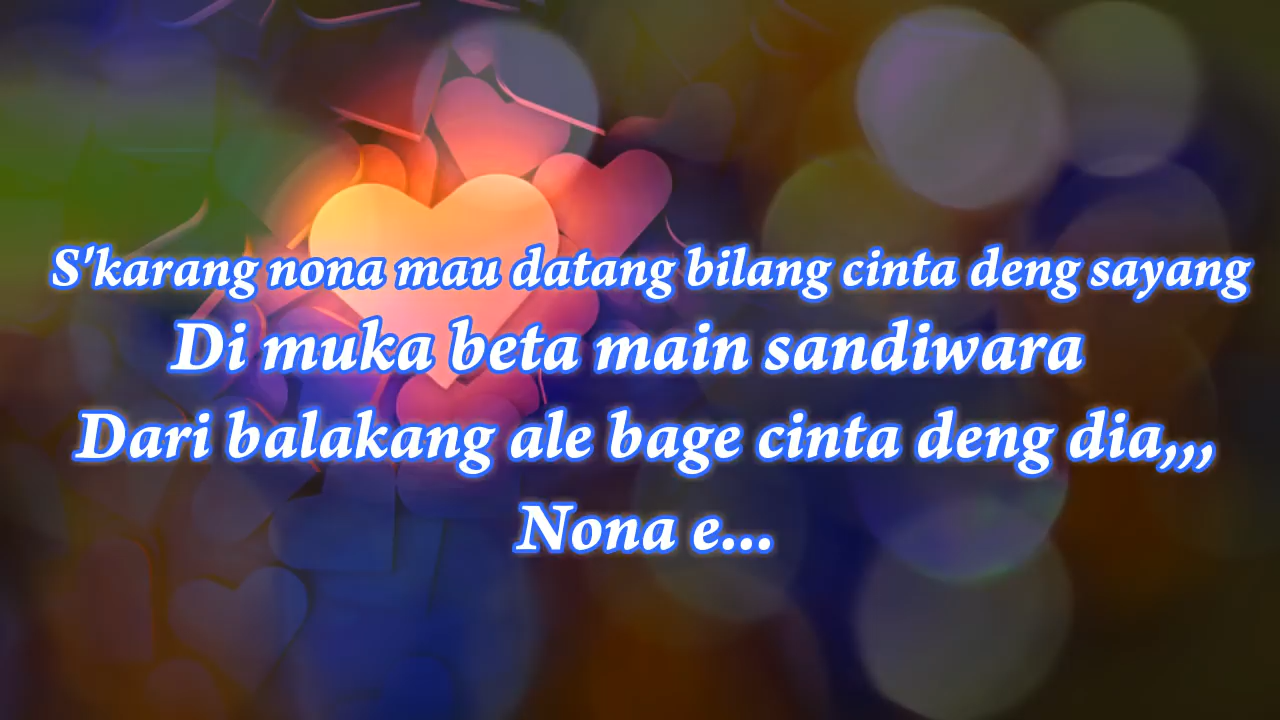 S'karang nona mau datang bilang cinta deng sayang
Di muka beta main sandiwara
Dari balakang ale bage cinta deng dia,,,
Nona e...